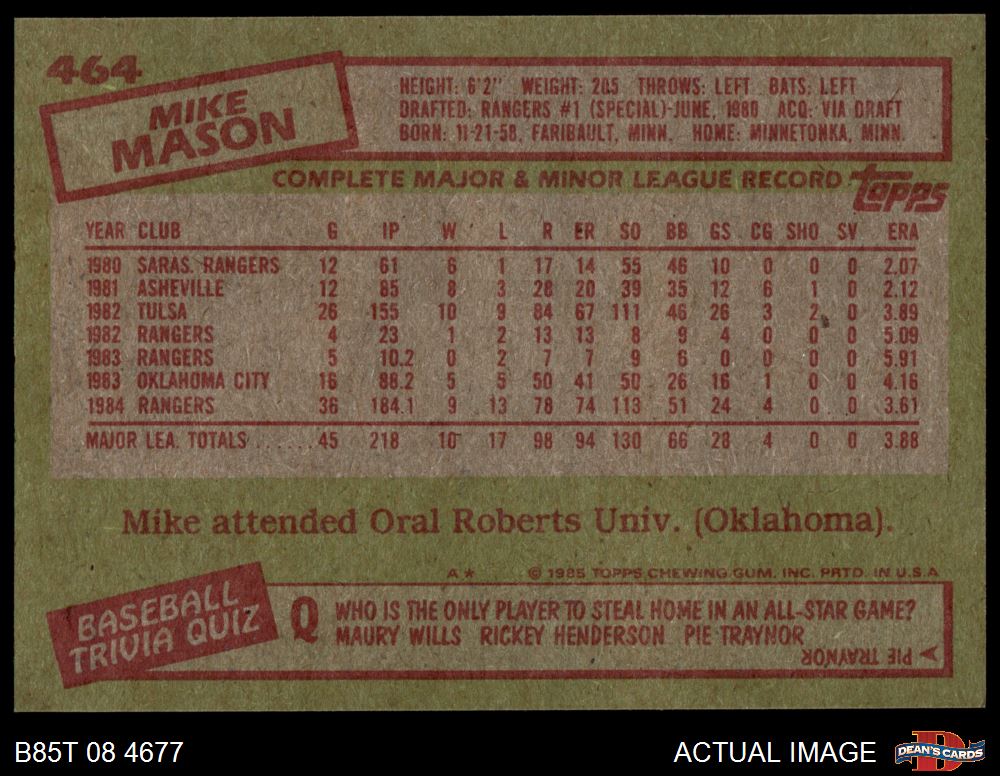 464
MIKE
MASON
HEIGHT: 6'2" WEIGHT: 205 THROWS: LEFT BATS: LEFT
DRAFTED: RANGERS #1 (SPECIAL)-JUNE, 1980 ACQ: VIA DRAFT
BORN: 11-21-58, FARIBAULT, MINN. HOME: MINNETONKA, MINN.
COMPLETE MAJOR & MINOR LEAGUE RECORD topps
YEAR CLUB G IP W L R ER SO BB GS CG SHO SV ERA
1980 SARAS. RANGERS 12 61 6 1 17 14 55 46 10 0 0 0 2.07
1981 ASHEVILLE 12 85 8 3 28 20 39 35 12 6 1 0 2.12
1982 TULSA 26 155 10 9 84 67 111 46 26 3 2 0 3.89
1982 RANGERS 4 23 1 2 13 13 8 9 4 0 0 0 5.09
1983 RANGERS 5 10.2 0 2 7 7 9 6 0 0 0 0 5.91
1983 OKLAHOMA CITY 16 88.2 5 5 50 41 50 26 16 1 0 0 4.16
1984 RANGERS 36 184.1 9 13 78 74 113 51 24 4 0 0 3.61
MAJOR LEA. TOTALS.......45 218 10 17 98 94 130 66 28 4 0 0 3.88
Mike attended Oral Roberts Univ. (Oklahoma).
A* © 1985 TOPPS CHEWING GUM, INC. PRTD. IN U.S.A
BASEBALL
TRIVIA QUIZ
Q WHO IS THE ONLY PLAYER TO STEAL HOME IN AN ALL-STAR GAME?
MAURY WILLS RICKEY HENDERSON PIE TRAYNOR
A PIE TRAYNOR
B85T 08 4677
ACTUAL IMAGE
DEAN'S CARDS